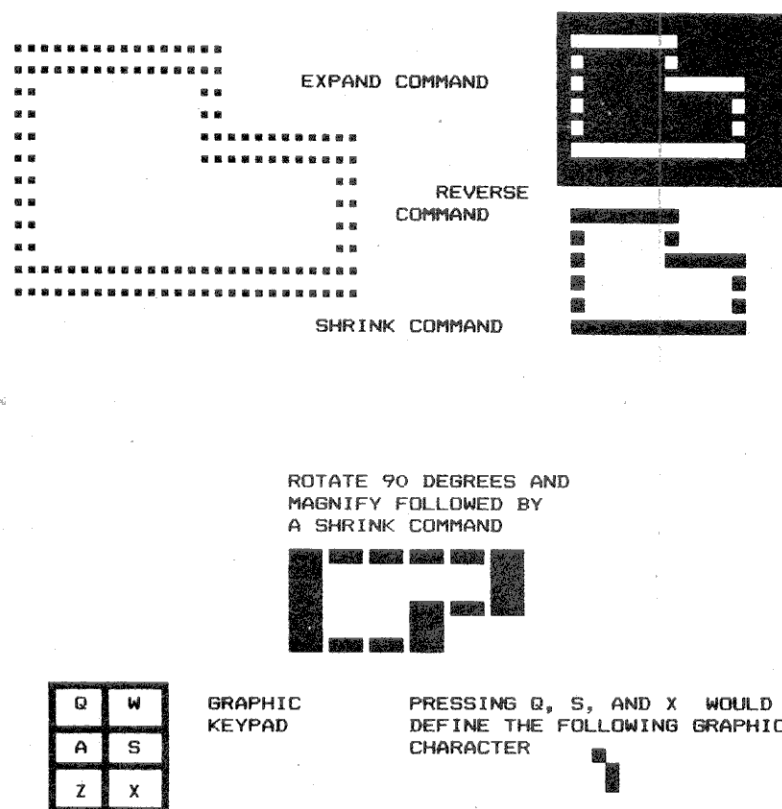 EXPAND COMMAND
REVERSE
COMMAND
SHRINK COMMAND
ROTATE 90 DEGREES AND
MAGNIFY FOLLOWED BY
A SHRINK COMMAND
Q W
A S
Z X
GRAPHIC
KEYPAD
PRESSING Q, S, AND X WOULD
DEFINE THE FOLLOWING GRAPHIC
CHARACTER